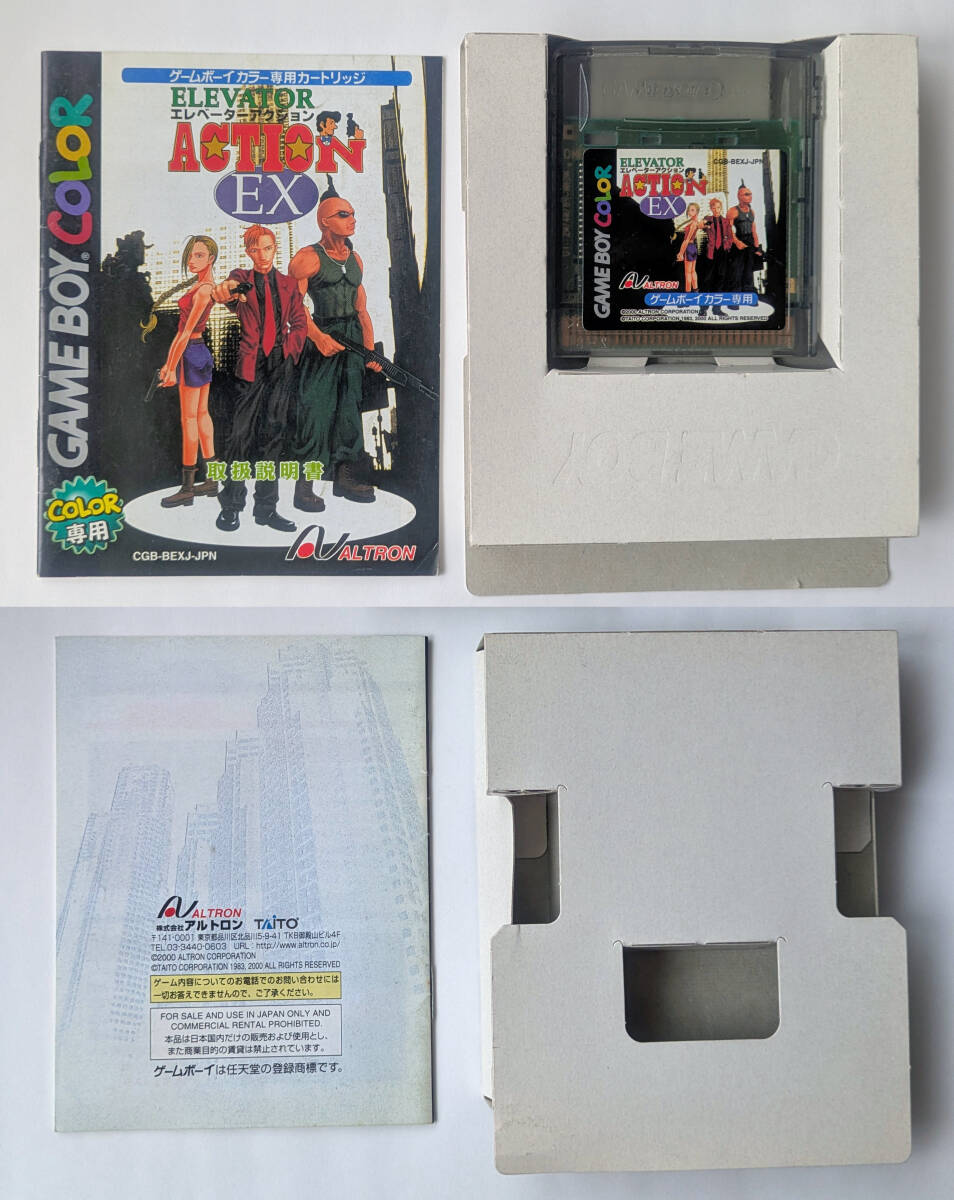 ゲームボーイカラー専用カートリッジ
ELEVATOR
エレベーターアクション
ACTION
EX
GAME BOY® COLOR
COLOR
専用
取扱説明書
CGB-BEXJ-JPN
ALTRON
ELEVATOR
CGB-BEXJ-JPN
エレベーターアクション
ACTION
EX
GAME BOY COLOR
ALTRON
ゲームボーイカラー専用
©2000 ALTRON CORPORATION
©TAITO CORPORATION 1983, 2000 ALL RIGHTS RESERVED
GAME BOY
ALTRON
株式会社アルトロン TAITO
〒141-0001 東京都品川区北品川5-9-41 TKB御殿山ビル4F
TEL.03-3440-0603 URL：http://www.altron.co.jp/
©2000 ALTRON CORPORATION
©TAITO CORPORATION 1983, 2000 ALL RIGHTS RESERVED
ゲーム内容についてのお電話でのお問い合わせには
一切お答えできませんので、ご了承ください。
FOR SALE AND USE IN JAPAN ONLY AND
COMMERCIAL RENTAL PROHIBITED.
本品は日本国内だけの販売および使用とし、
また商業目的の賃貸は禁止されています。
ゲームボーイは任天堂の登録商標です。